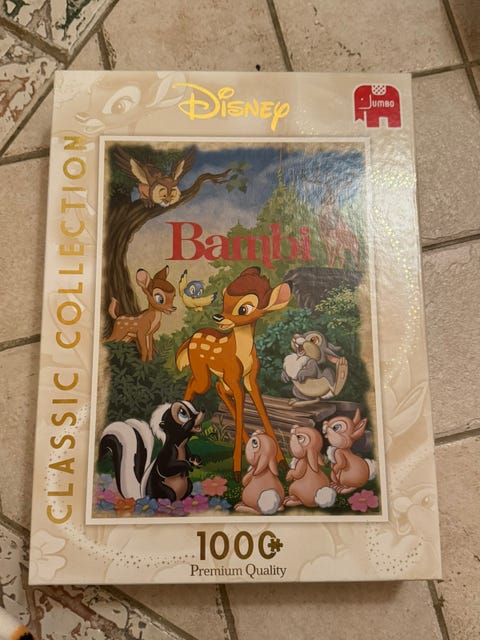 Disney
JUMBO
CLASSIC COLLECTION
Bambi
1000
Premium Quality